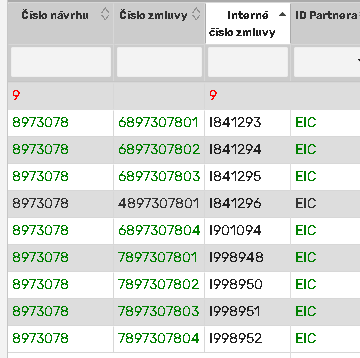 Číslo návrhu Číslo zmluvy Interné číslo zmluvy ID Partnera
9 9
8973078 6897307801 I841293 EIC
8973078 6897307802 I841294 EIC
8973078 6897307803 I841295 EIC
8973078 4897307801 I841296 EIC
8973078 6897307804 I901094 EIC
8973078 7897307801 I998948 EIC
8973078 7897307802 I998950 EIC
8973078 7897307803 I998951 EIC
8973078 7897307804 I998952 EIC